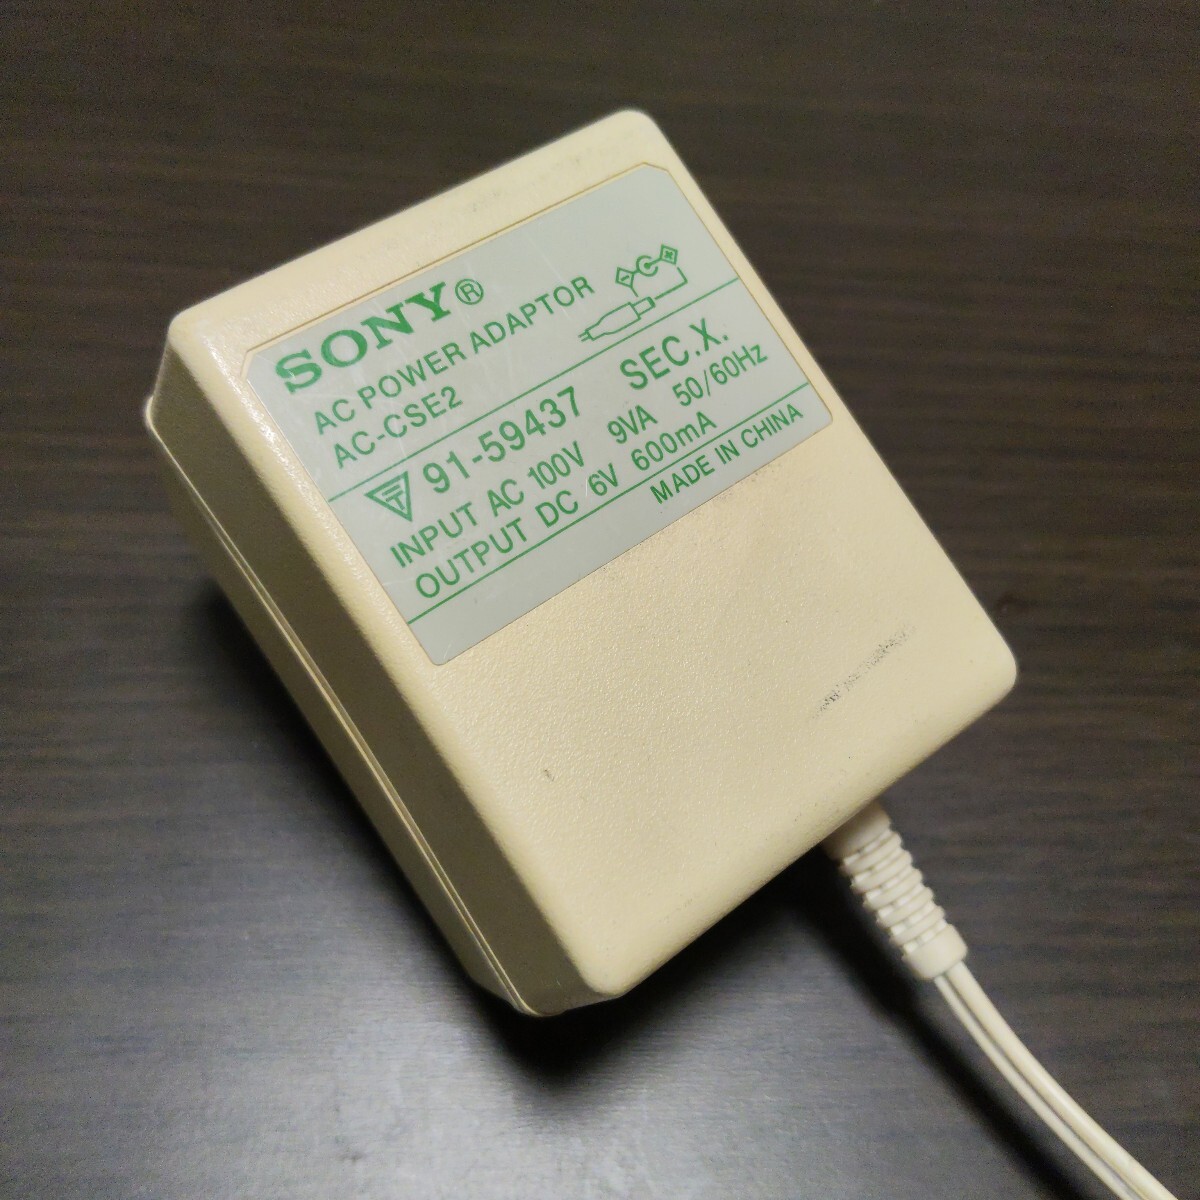 SONY®
AC POWER ADAPTOR
AC-CSE2
91-59437 SEC.X.
INPUT AC 100V 9VA 50/60Hz
OUTPUT DC 6V 600mA
MADE IN CHINA